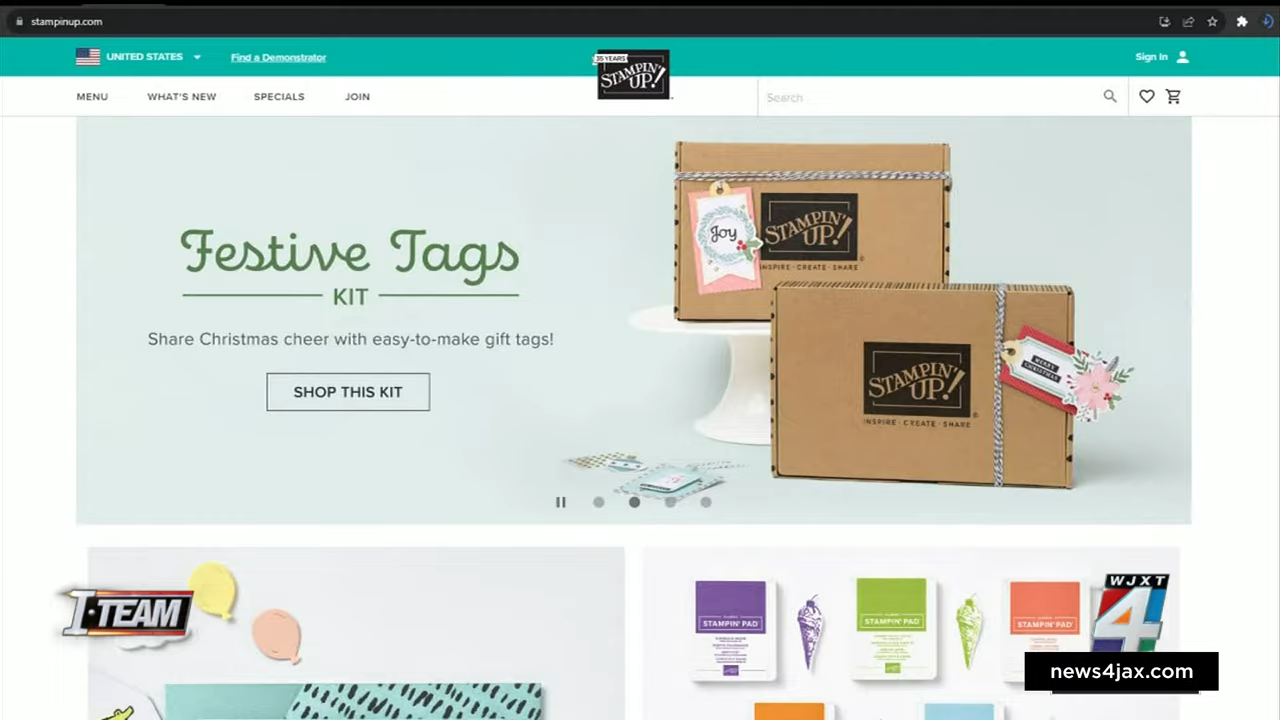 stampinup.com
UNITED STATES
Find a Demonstrator
35 YEARS
STAMPIN' UP!
Sign In
MENU
WHAT'S NEW
SPECIALS
JOIN
Search
Festive Tags
KIT
Share Christmas cheer with easy-to-make gift tags!
SHOP THIS KIT
Joy
STAMPIN' UP!
INSPIRE · CREATE · SHARE
STAMPIN' UP!
INSPIRE · CREATE · SHARE
MERRY
CHRISTMAS
STAMPIN' PAD
STAMPIN' PAD
STAMPIN' PAD
I-TEAM
WJXT
4
news4jax.com